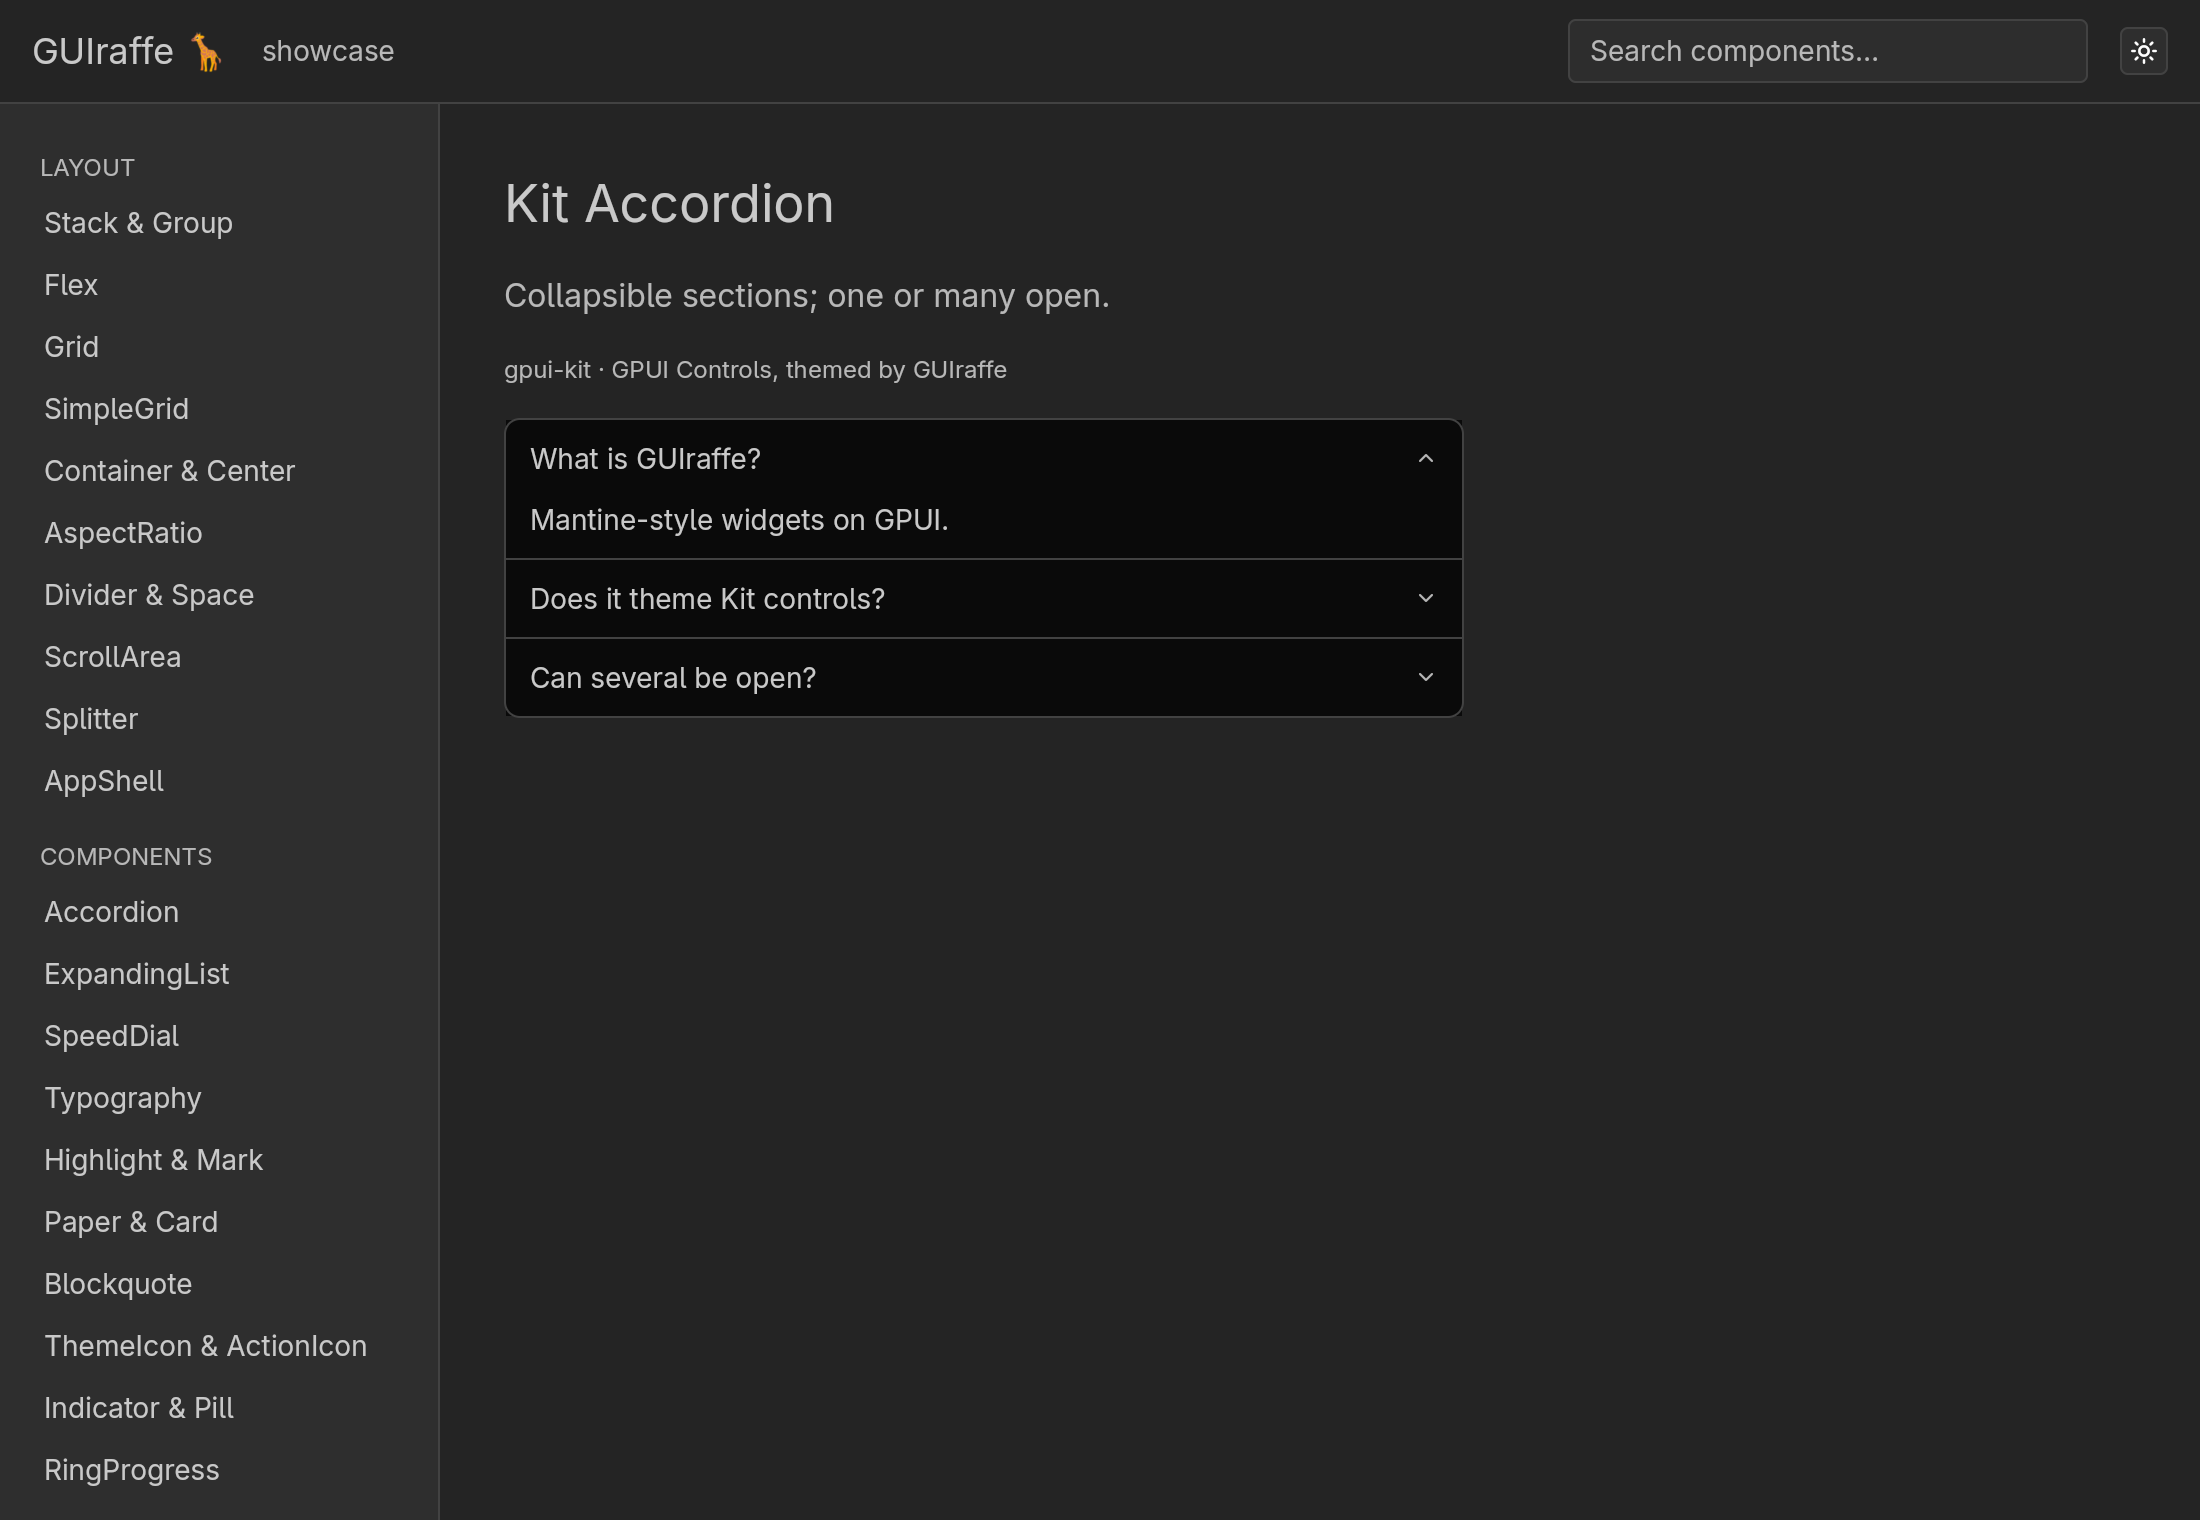 GUIraffe 🦒 showcase
Search components...
LAYOUT
Stack & Group
Flex
Grid
SimpleGrid
Container & Center
AspectRatio
Divider & Space
ScrollArea
Splitter
AppShell
COMPONENTS
Accordion
ExpandingList
SpeedDial
Typography
Highlight & Mark
Paper & Card
Blockquote
ThemeIcon & ActionIcon
Indicator & Pill
RingProgress
Kit Accordion
Collapsible sections; one or many open.
gpui-kit · GPUI Controls, themed by GUIraffe
What is GUIraffe?
Mantine-style widgets on GPUI.
Does it theme Kit controls?
Can several be open?